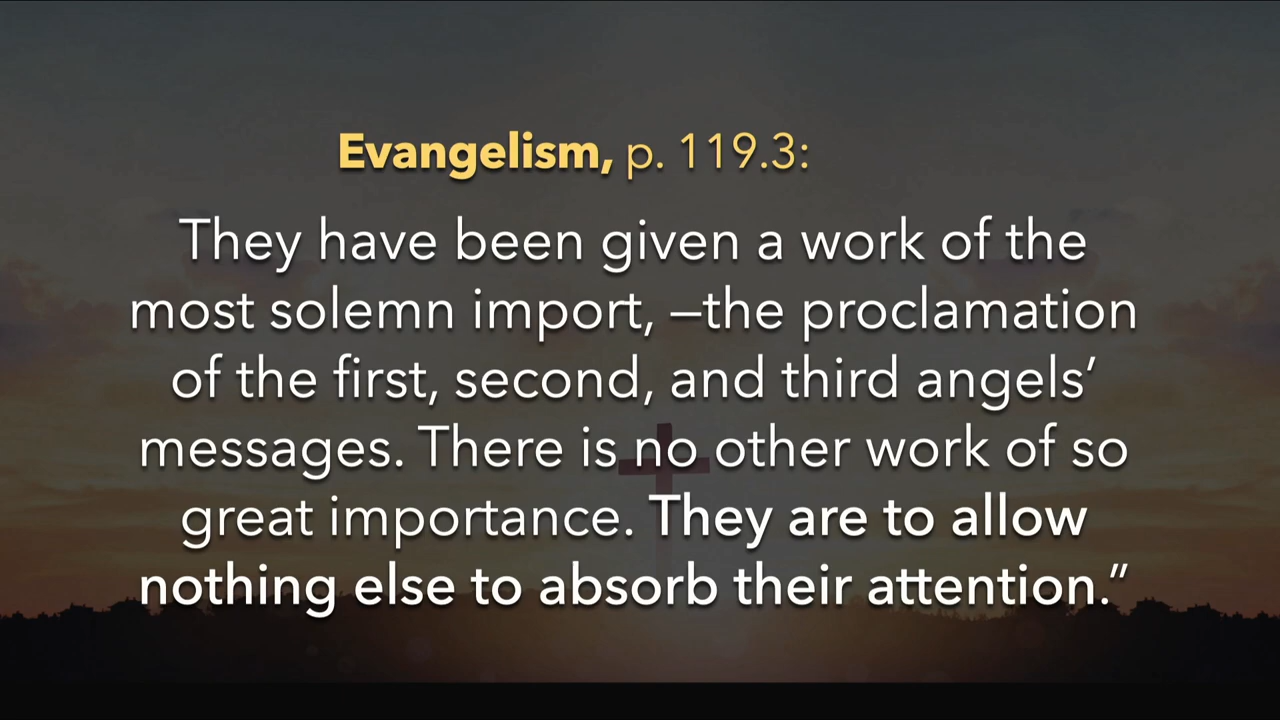 Evangelism, p. 119.3:
They have been given a work of the
most solemn import, —the proclamation
of the first, second, and third angels’
messages. There is no other work of so
great importance. They are to allow
nothing else to absorb their attention.”